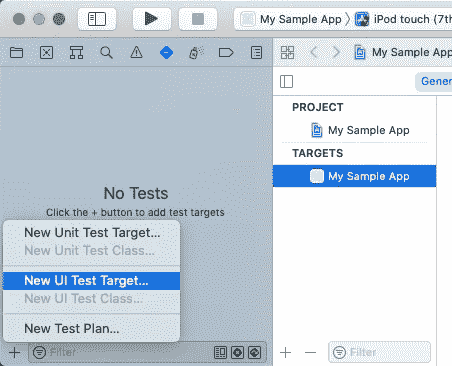 My Sample App 〉 iPod touch (7th
My Sample App
Gener
PROJECT
My Sample App
TARGETS
My Sample App
No Tests
Click the + button to add test targets
New Unit Test Target...
New Unit Test Class...
New UI Test Target...
New UI Test Class...
New Test Plan...
Filter
Filter